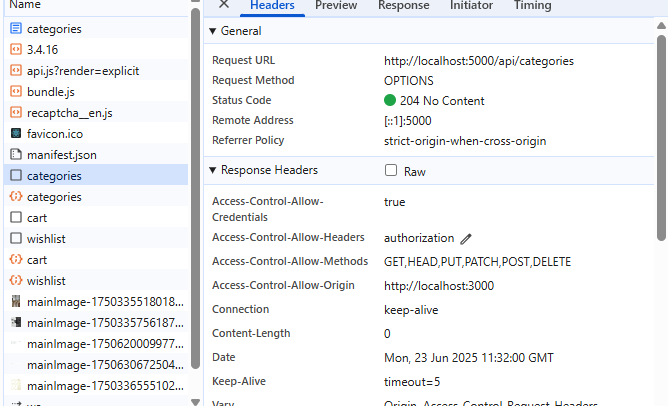 Name
categories
3.4.16
api.js?render=explicit
bundle.js
recaptcha__en.js
favicon.ico
manifest.json
categories
categories
cart
wishlist
cart
wishlist
mainImage-1750335518018...
mainImage-1750335756187...
mainImage-1750620009977...
mainImage-1750630672504...
mainImage-1750336555102...
Headers Preview Response Initiator Timing
General
Request URL http://localhost:5000/api/categories
Request Method OPTIONS
Status Code 204 No Content
Remote Address [::1]:5000
Referrer Policy strict-origin-when-cross-origin
Response Headers Raw
Access-Control-Allow-Credentials true
Access-Control-Allow-Headers authorization
Access-Control-Allow-Methods GET,HEAD,PUT,PATCH,POST,DELETE
Access-Control-Allow-Origin http://localhost:3000
Connection keep-alive
Content-Length 0
Date Mon, 23 Jun 2025 11:32:00 GMT
Keep-Alive timeout=5
Vary Origin, Access-Control-Request-Headers